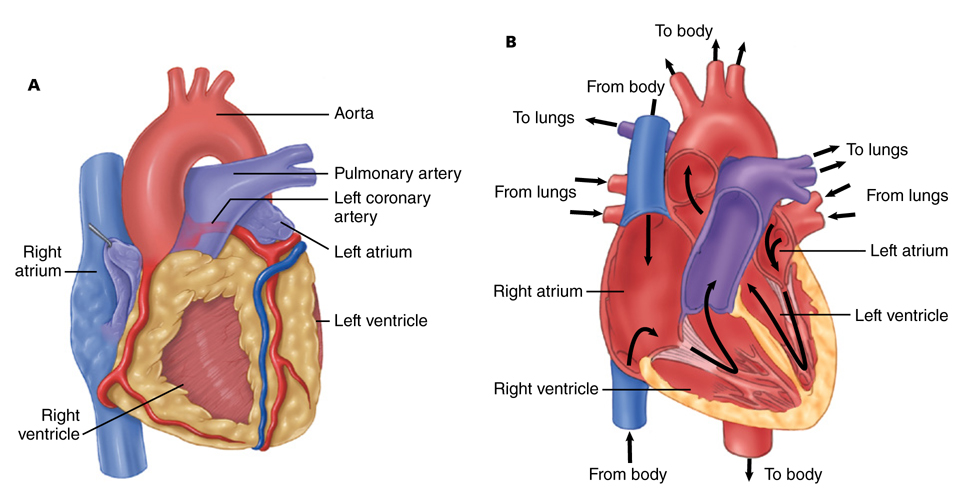 A
Aorta
Pulmonary artery
Left coronary
artery
Left atrium
Right
atrium
Left ventricle
Right
ventricle
B
To body
From body
To lungs
To lungs
From lungs
From lungs
Left atrium
Right atrium
Left ventricle
Right ventricle
From body
To body